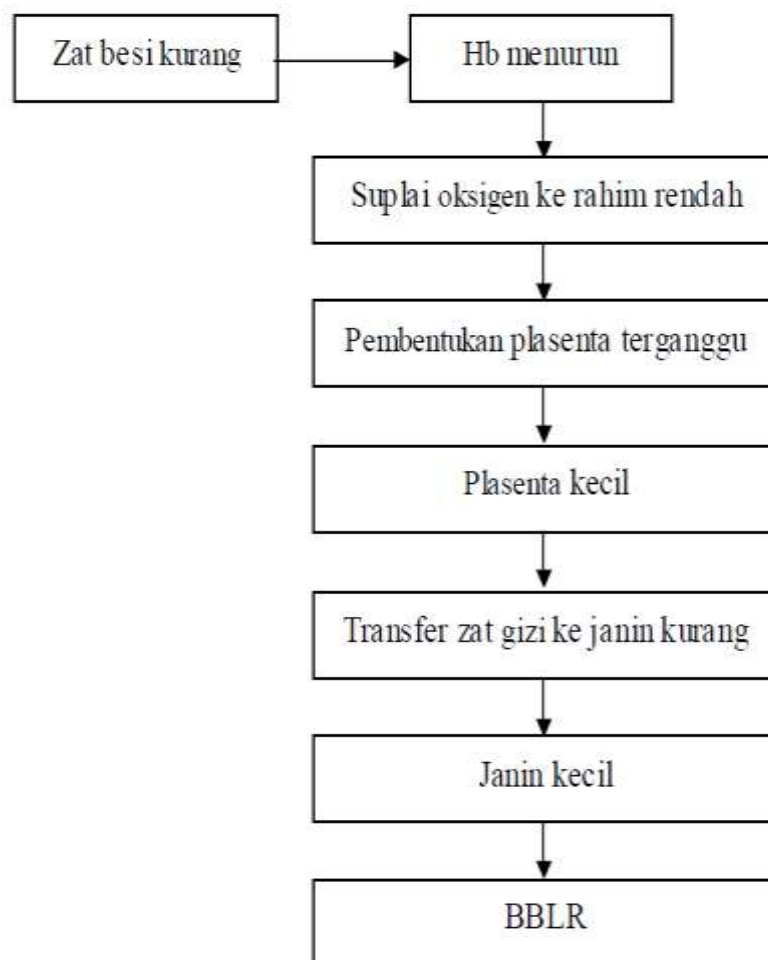 Zat besi kurang
Hb menurun
Suplai oksigen ke rahim rendah
Pembentukan plasenta terganggu
Plasenta kecil
Transfer zat gizi ke janin kurang
Janin kecil
BBLR